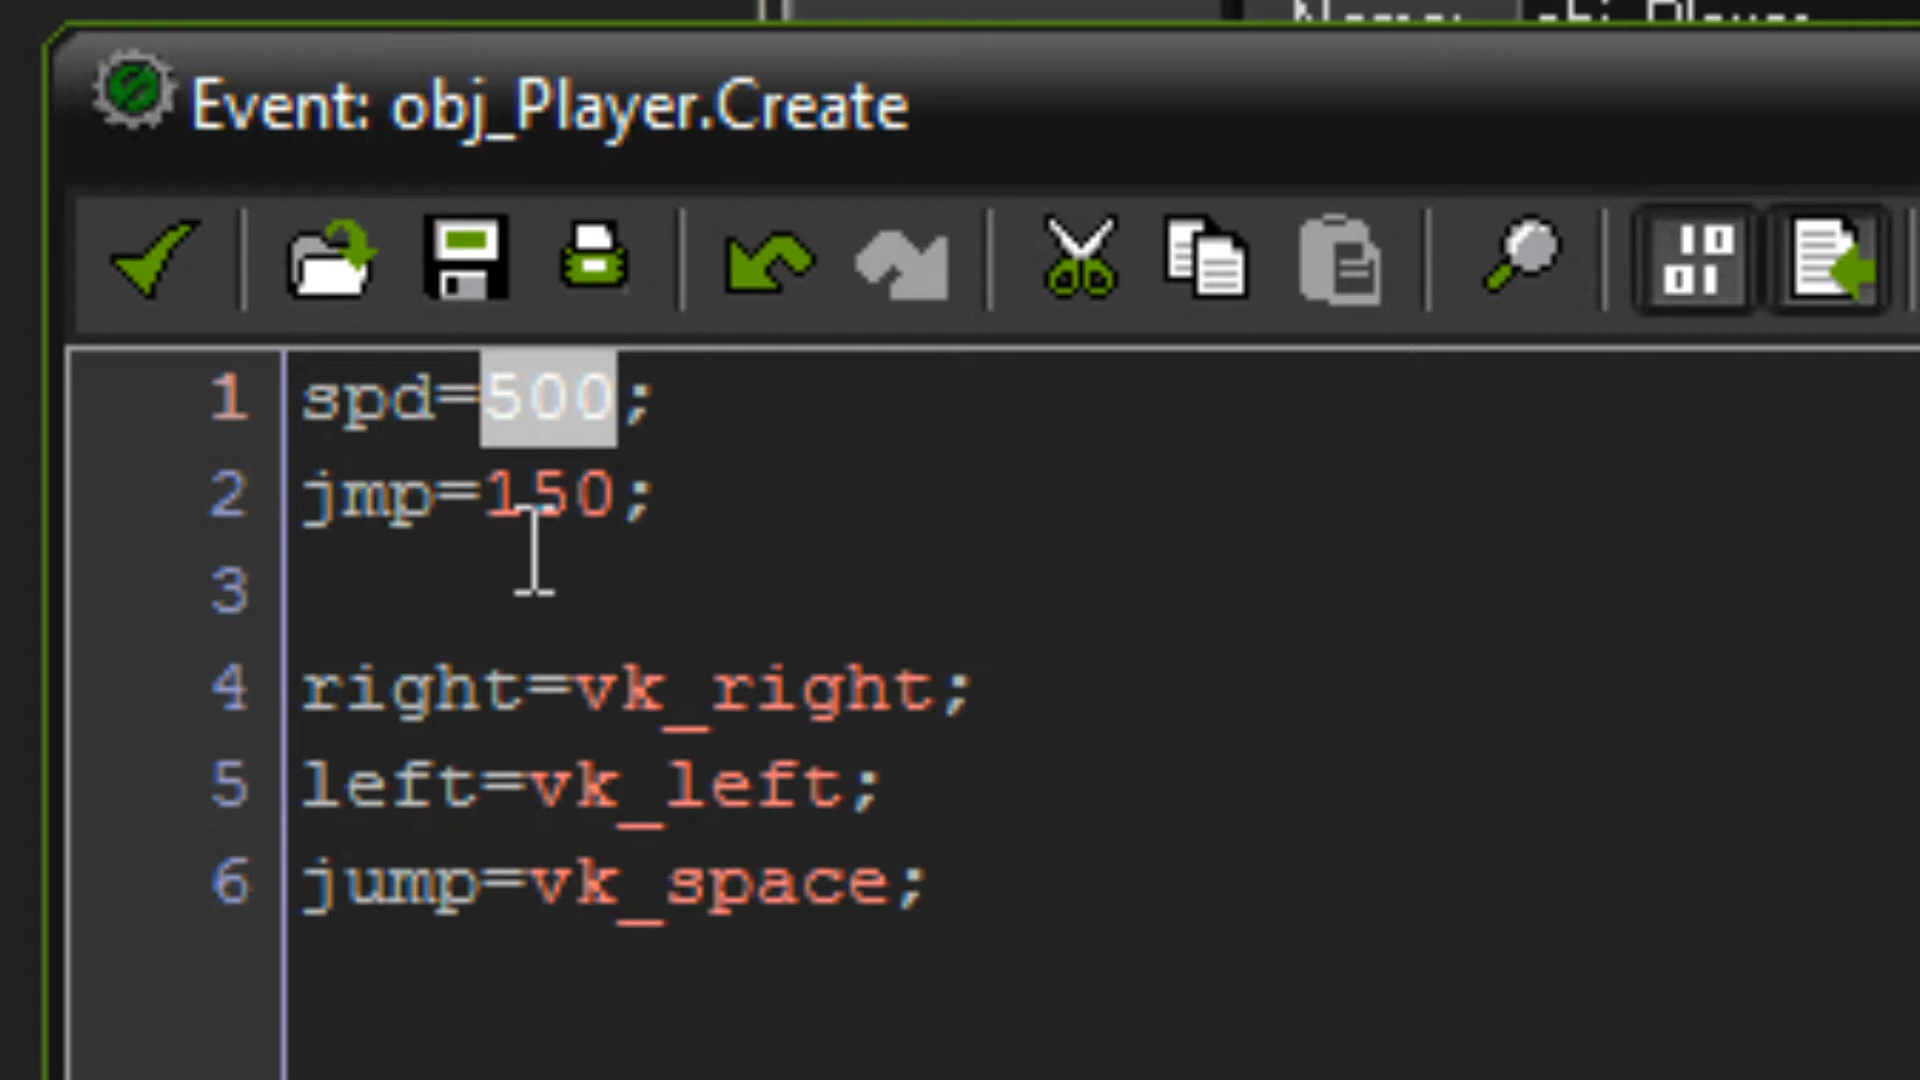 Event: obj_Player.Create
1 spd=500;
2 jmp=150;
3
4 right=vk_right;
5 left=vk_left;
6 jump=vk_space;